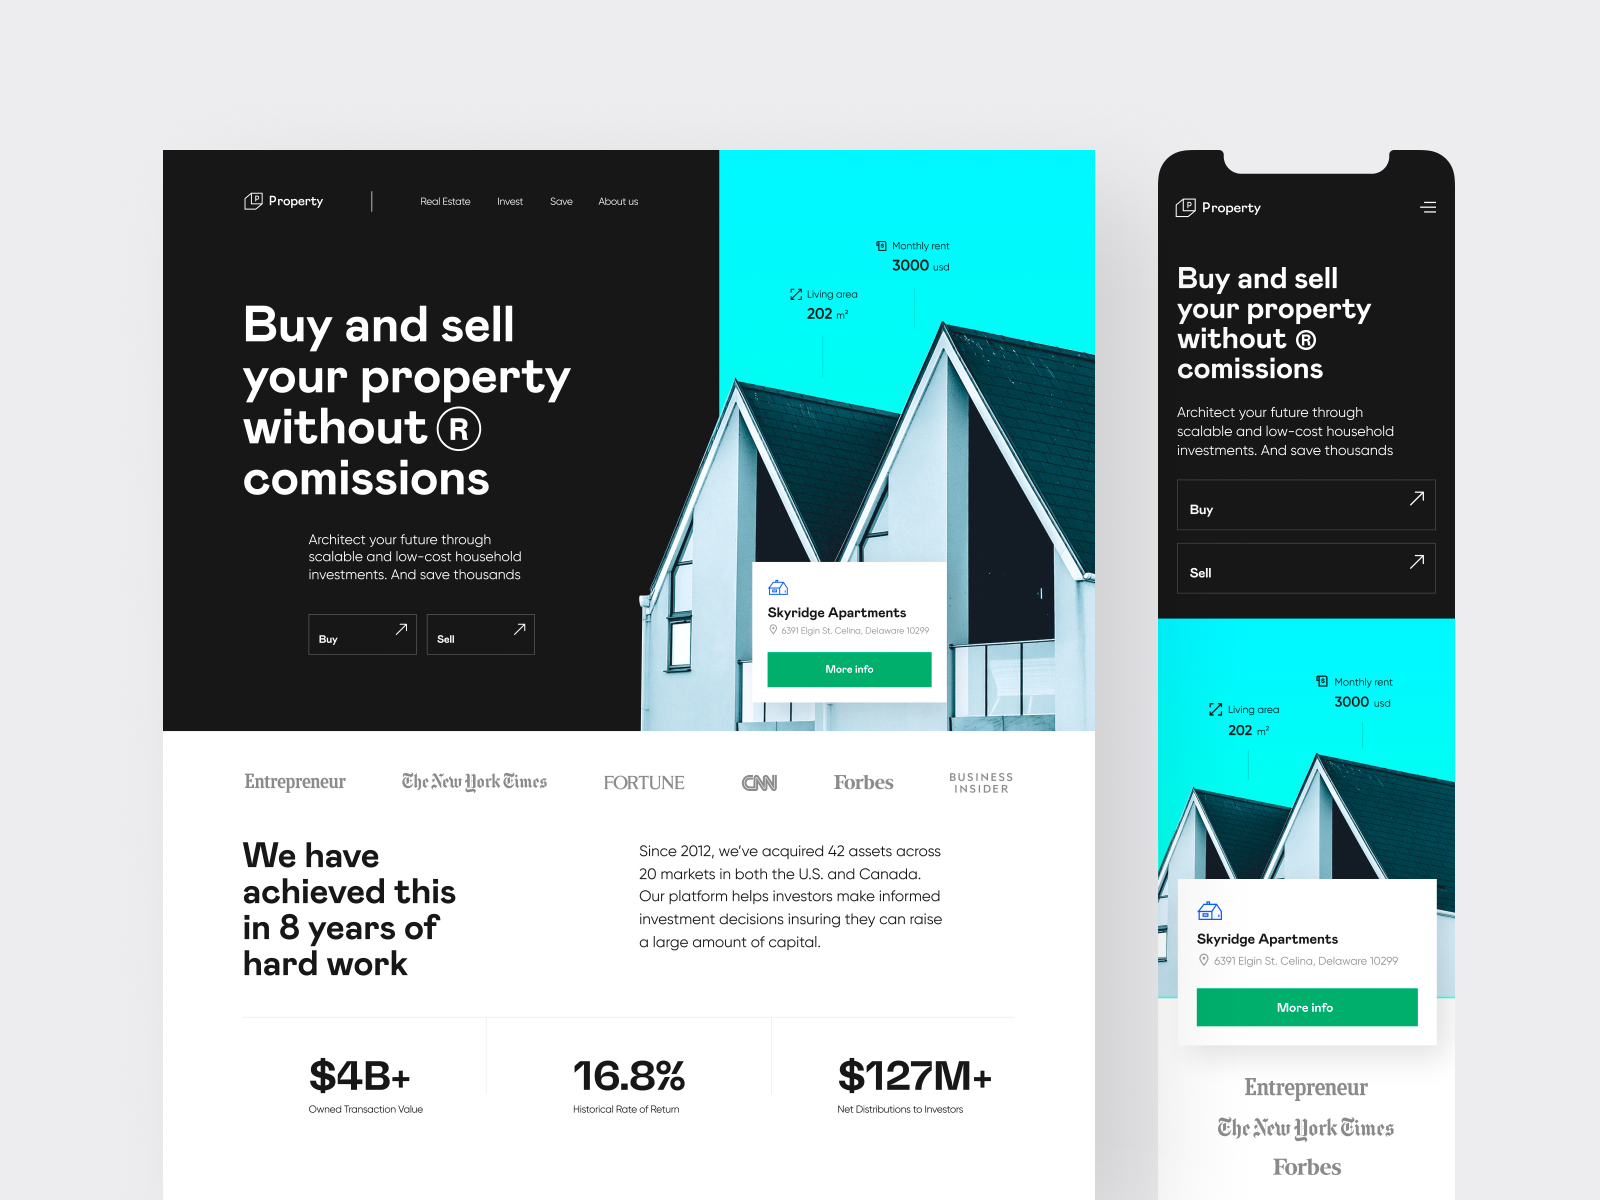 Property
Real Estate
Invest
Save
About us
Buy and sell
your property
without ®
comissions
Architect your future through
scalable and low-cost household
investments. And save thousands
Buy
Sell
Monthly rent
3000 usd
Living area
202 m²
Skyridge Apartments
6391 Elgin St. Celina, Delaware 10299
More info
Entrepreneur
The New York Times
FORTUNE
CNN
Forbes
BUSINESS
INSIDER
We have
achieved this
in 8 years of
hard work
Since 2012, we've acquired 42 assets across
20 markets in both the U.S. and Canada.
Our platform helps investors make informed
investment decisions insuring they can raise
a large amount of capital.
$4B+
Owned Transaction Value
16.8%
Historical Rate of Return
$127M+
Net Distributions to Investors
Property
Buy and sell
your property
without ®
comissions
Architect your future through
scalable and low-cost household
investments. And save thousands
Buy
Sell
Monthly rent
3000 usd
Living area
202 m²
Skyridge Apartments
6391 Elgin St. Celina, Delaware 10299
More info
Entrepreneur
The New York Times
Forbes